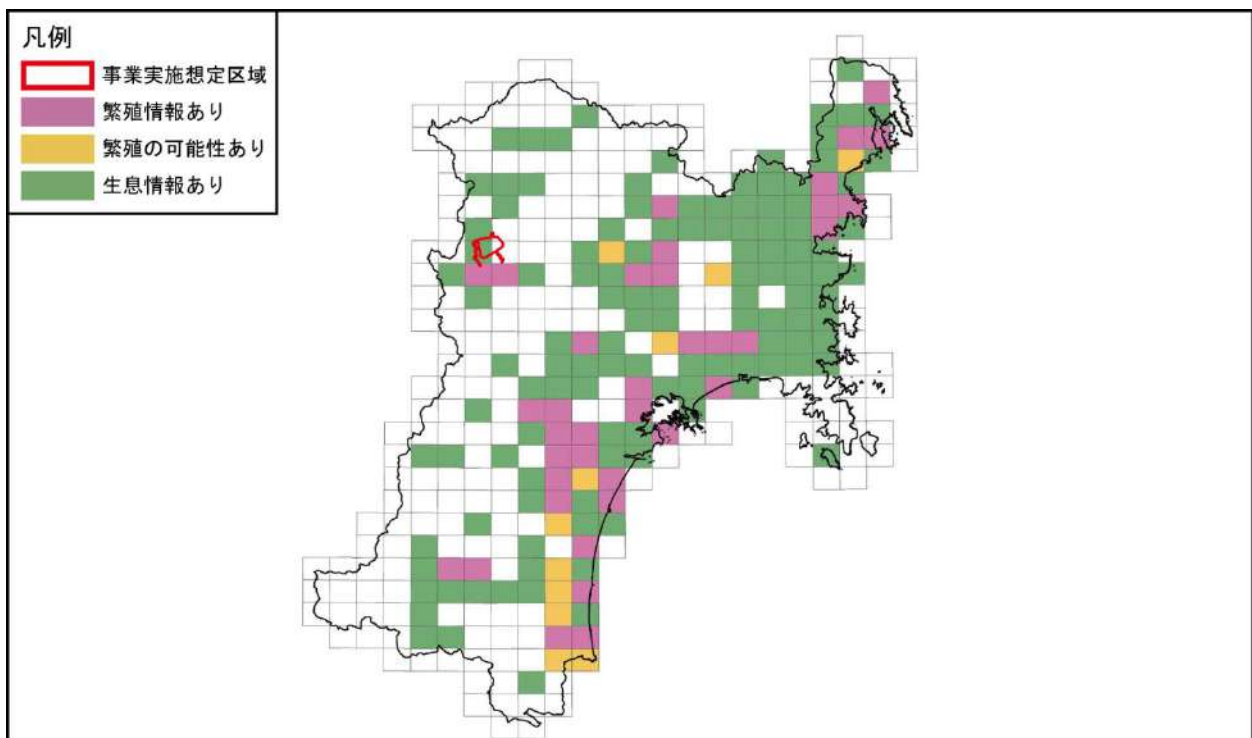 凡例
事業実施想定区域
繁殖情報あり
繁殖の可能性あり
生息情報あり